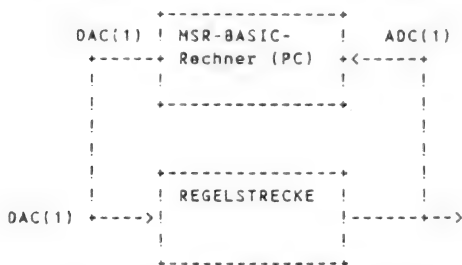 DAC(1) MSR-BASIC- ADC(1)
Rechner (PC)
REGELSTRECKE
DAC(1)